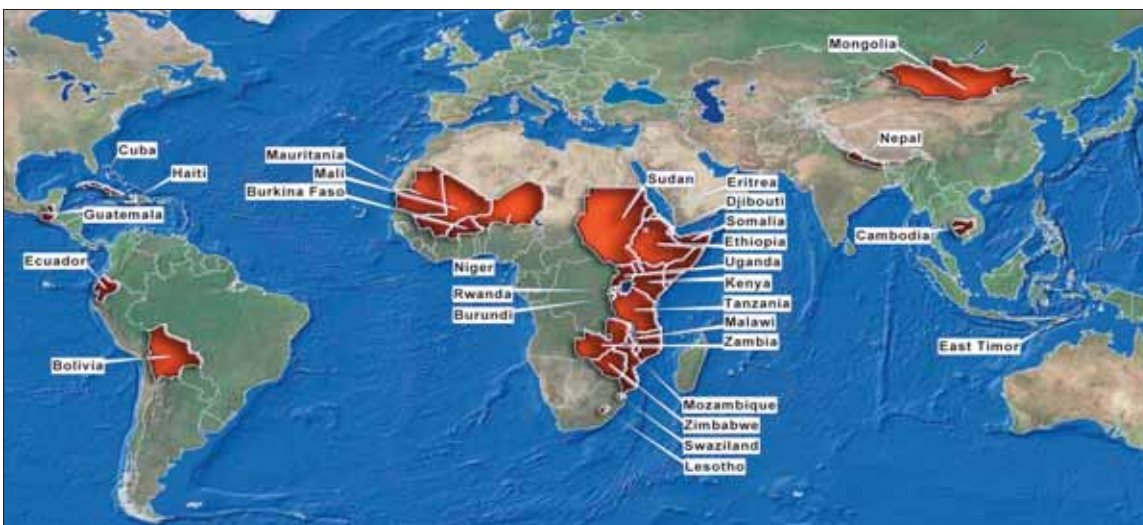 Mongolia
Nepal
Cuba
Haiti
Guatemala
Ecuador
Bolivia
Mauritania
Mali
Burkina Faso
Niger
Rwanda
Burundi
Sudan
Eritrea
Djibouti
Somalia
Ethiopia
Uganda
Kenya
Tanzania
Malawi
Zambia
Mozambique
Zimbabwe
Swaziland
Lesotho
Cambodia
East Timor